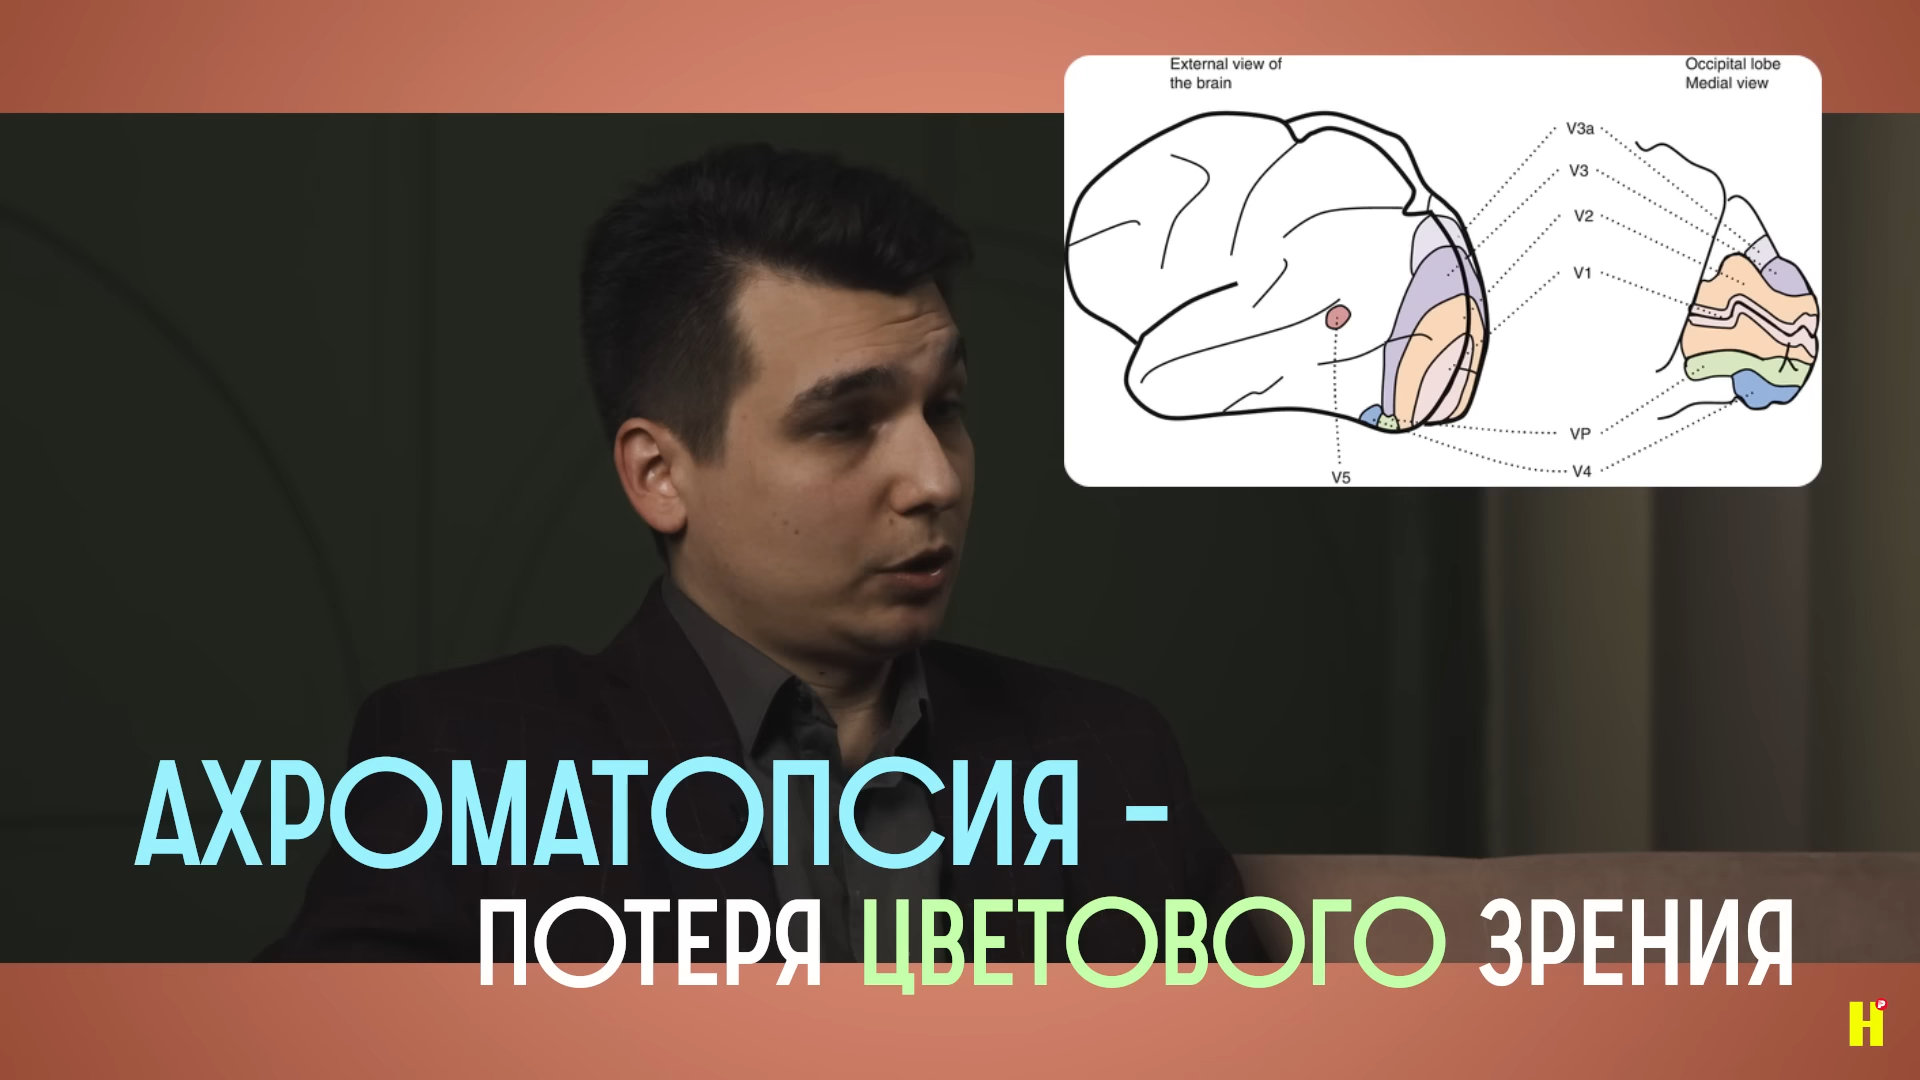 External view of
the brain
Occipital lobe
Medial view
V3a
V3
V2
V1
VP
V4
V5
АХРОМАТОПСИЯ -
ПОТЕРЯ ЦВЕТОВОГО ЗРЕНИЯ
Н